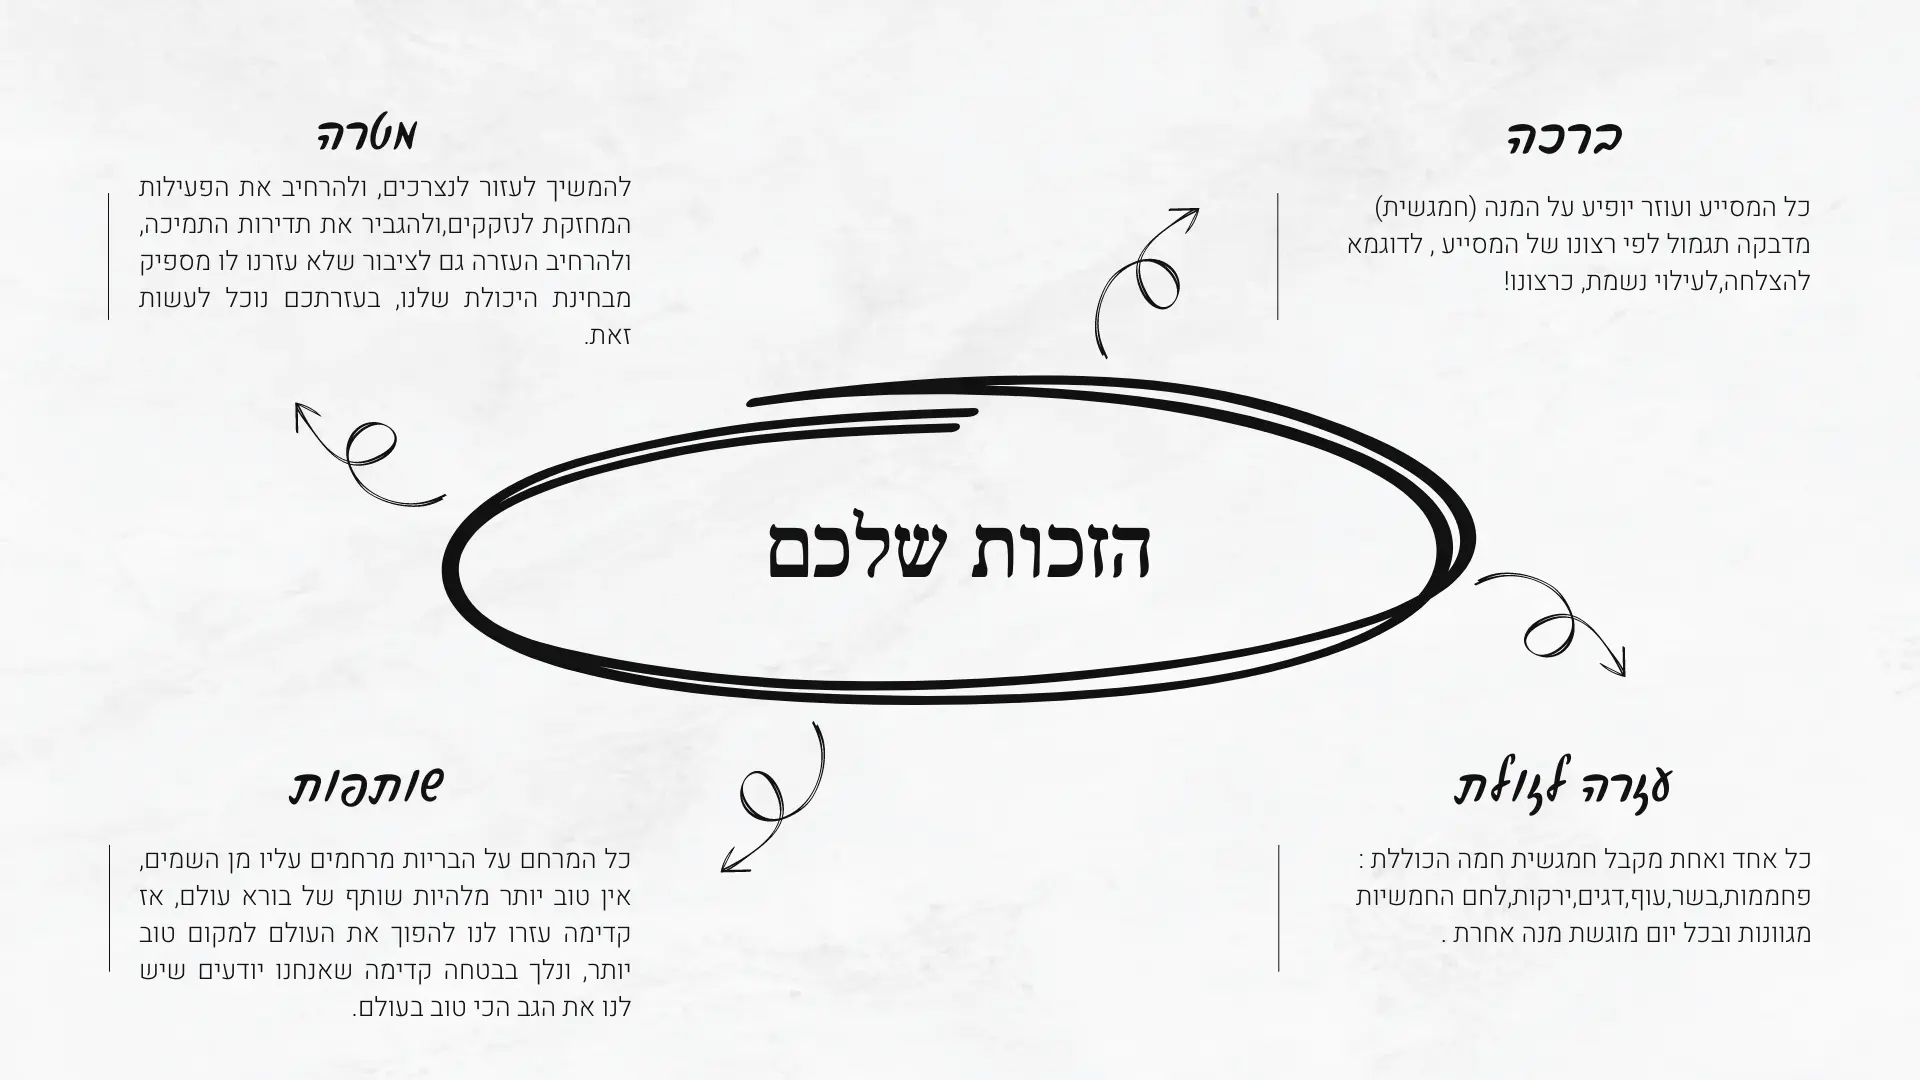 ברכה
כל המסייע ועוזר יופיע על המנה (חמגשית)
מדבקה תגמול לפי רצונו של המסייע , לדוגמא
להצלחה,לעילוי נשמת, כרצונו!
מטרה
להמשיך לעזור לנצרכים, ולהרחיב את הפעילות
המחזקת לנזקקים,ולהגביר את תדירות התמיכה,
ולהרחיב העזרה גם לציבור שלא עזרנו לו מספיק
מבחינת היכולת שלנו, בעזרתכם נוכל לעשות
זאת.
הזכות שלכם
עזרה לזולת
כל אחד ואחת מקבל חמגשית חמה הכוללת :
פחממות,בשר,עוף,דגים,ירקות,לחם החמשיות
מגוונות ובכל יום מוגשת מנה אחרת .
שותפות
כל המרחם על הבריות מרחמים עליו מן השמים,
אין טוב יותר מלהיות שותף של בורא עולם, אז
קדימה עזרו לנו להפוך את העולם למקום טוב
יותר, ונלך בבטחה קדימה שאנחנו יודעים שיש
לנו את הגב הכי טוב בעולם.